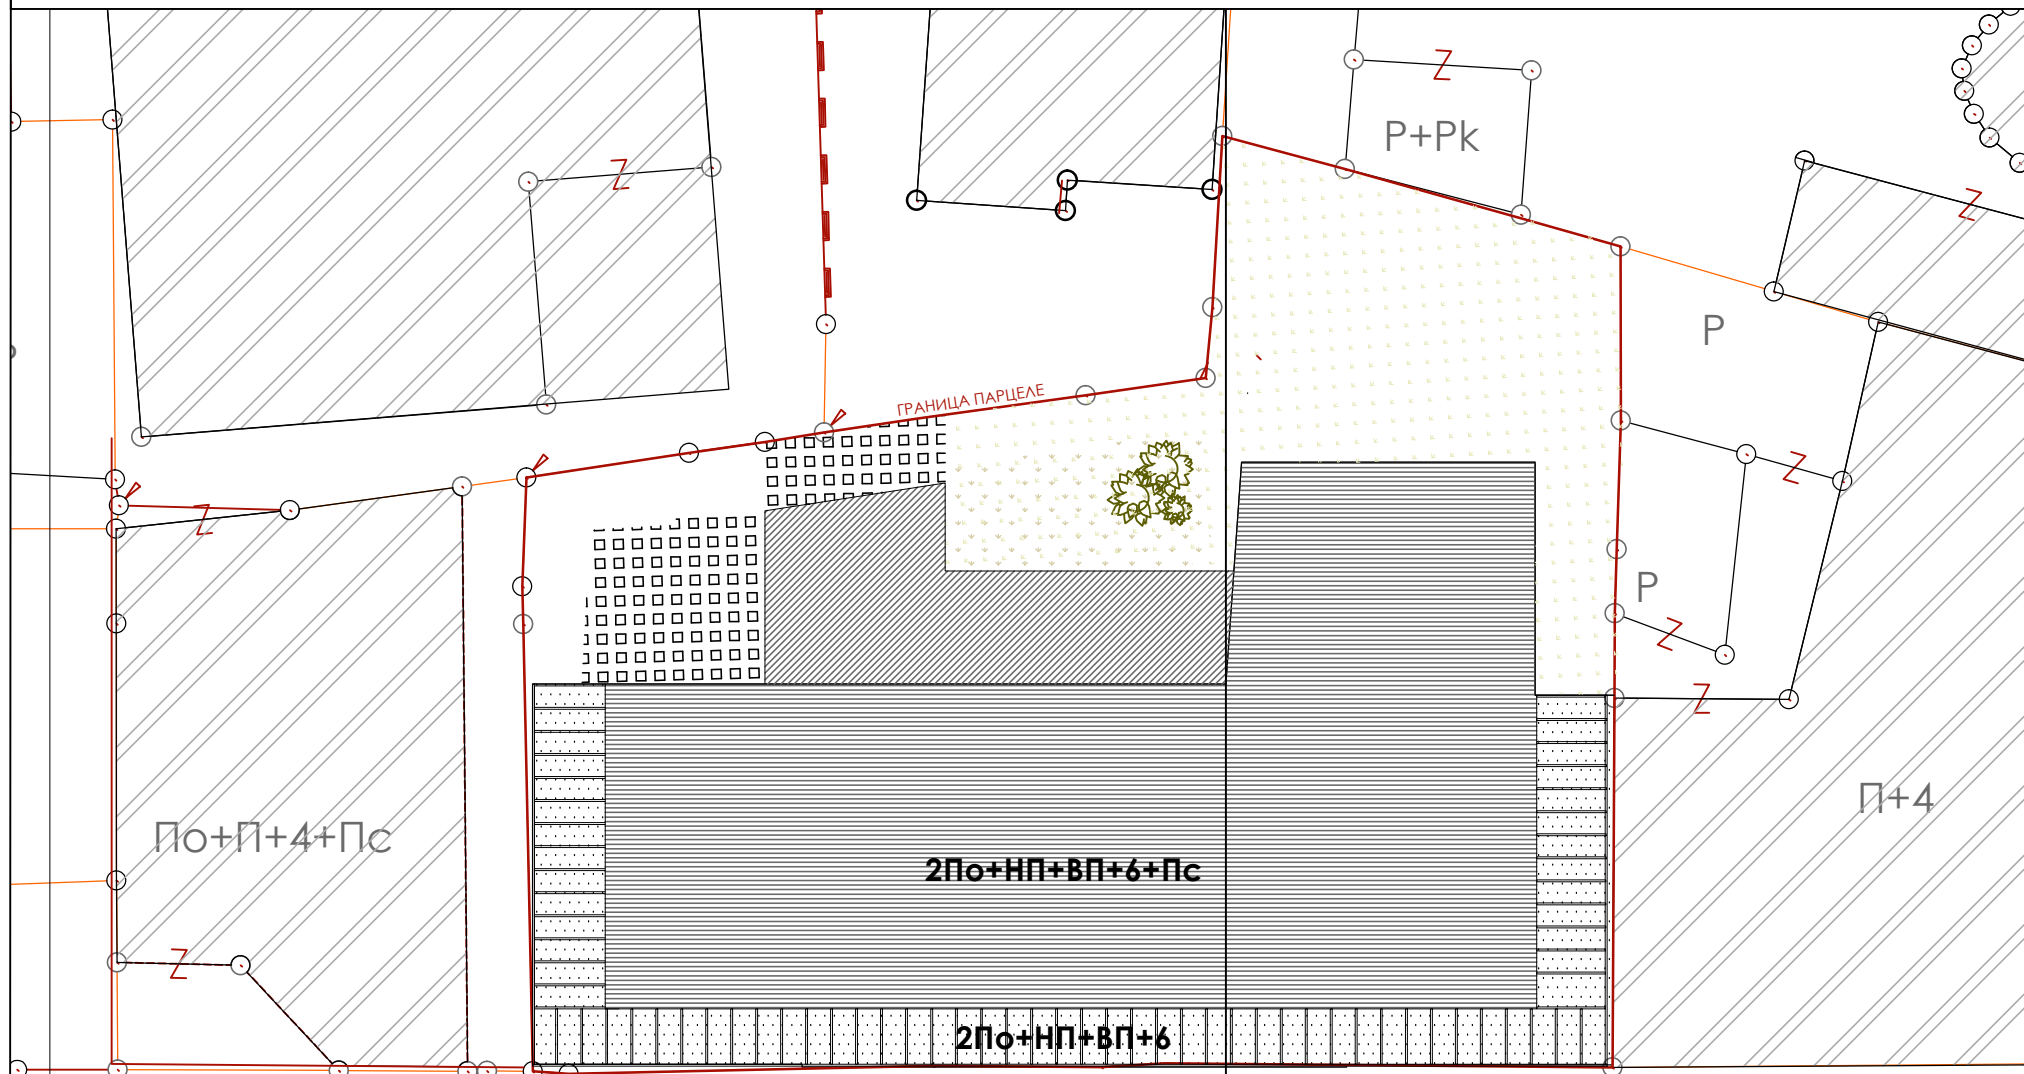 Z
P+Pk
Z
Z
P
ГРАНИЦА ПАРЦЕЛЕ
Z
Z
P
Z
Z
П+4
По+П+4+Пс
2По+НП+ВП+6+Пс
Z
2По+НП+ВП+6